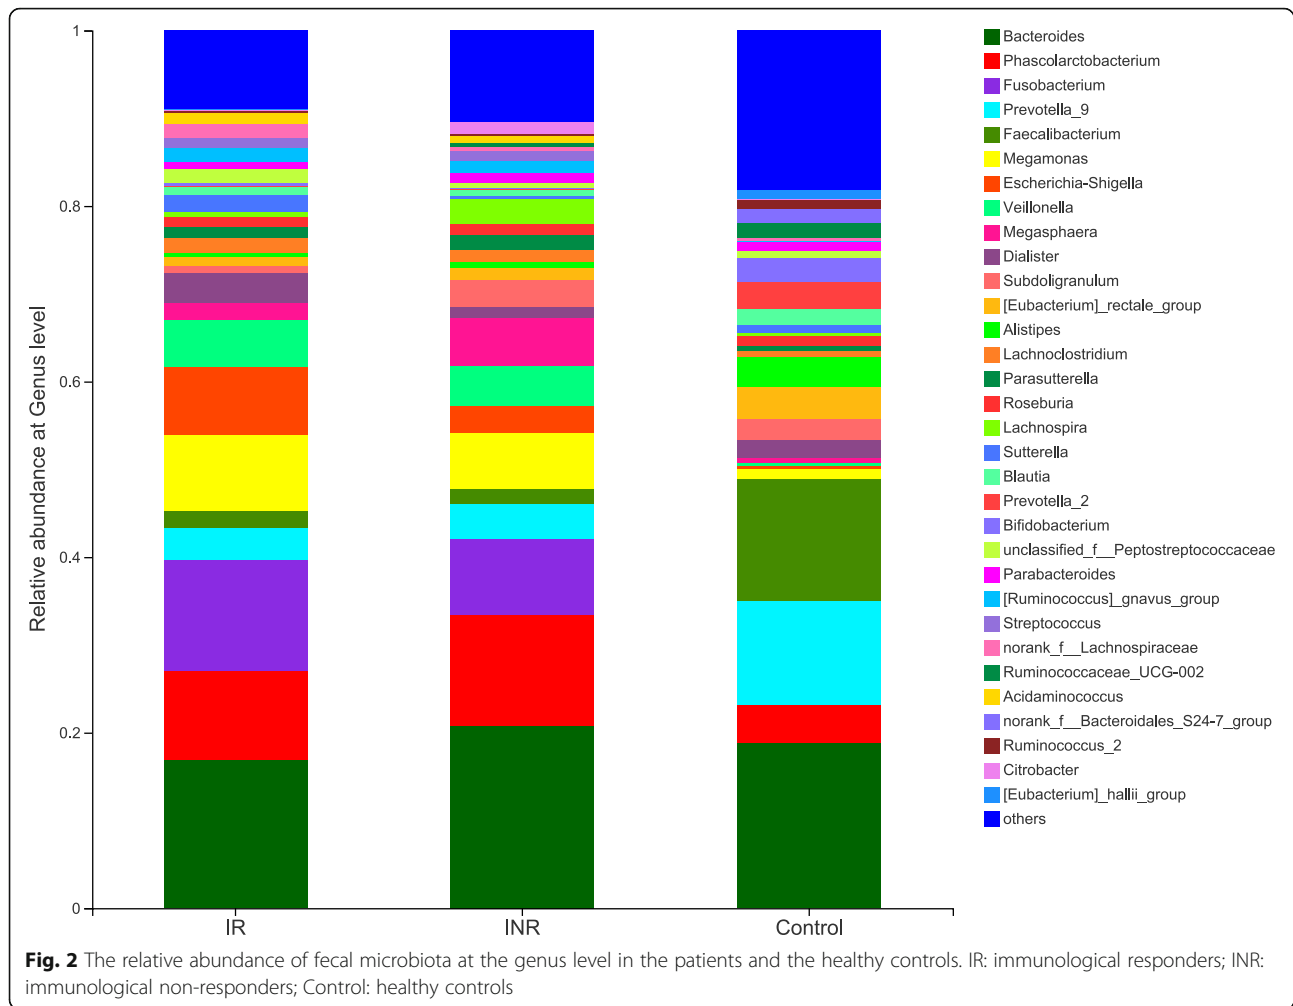 Relative abundance at Genus level
1
0.8
0.6
0.4
0.2
0
IR
INR
Control
Bacteroides
Phascolarctobacterium
Fusobacterium
Prevotella_9
Faecalibacterium
Megamonas
Escherichia-Shigella
Veillonella
Megasphaera
Dialister
Subdoligranulum
[Eubacterium]_rectale_group
Alistipes
Lachnoclostridium
Parasutterella
Roseburia
Lachnospira
Sutterella
Blautia
Prevotella_2
Bifidobacterium
unclassified_f__Peptostreptococcaceae
Parabacteroides
[Ruminococcus]_gnavus_group
Streptococcus
norank_f__Lachnospiraceae
Ruminococcaceae_UCG-002
Acidaminococcus
norank_f__Bacteroidales_S24-7_group
Ruminococcus_2
Citrobacter
[Eubacterium]_hallii_group
others
Fig. 2 The relative abundance of fecal microbiota at the genus level in the patients and the healthy controls. IR: immunological responders; INR:
immunological non-responders; Control: healthy controls